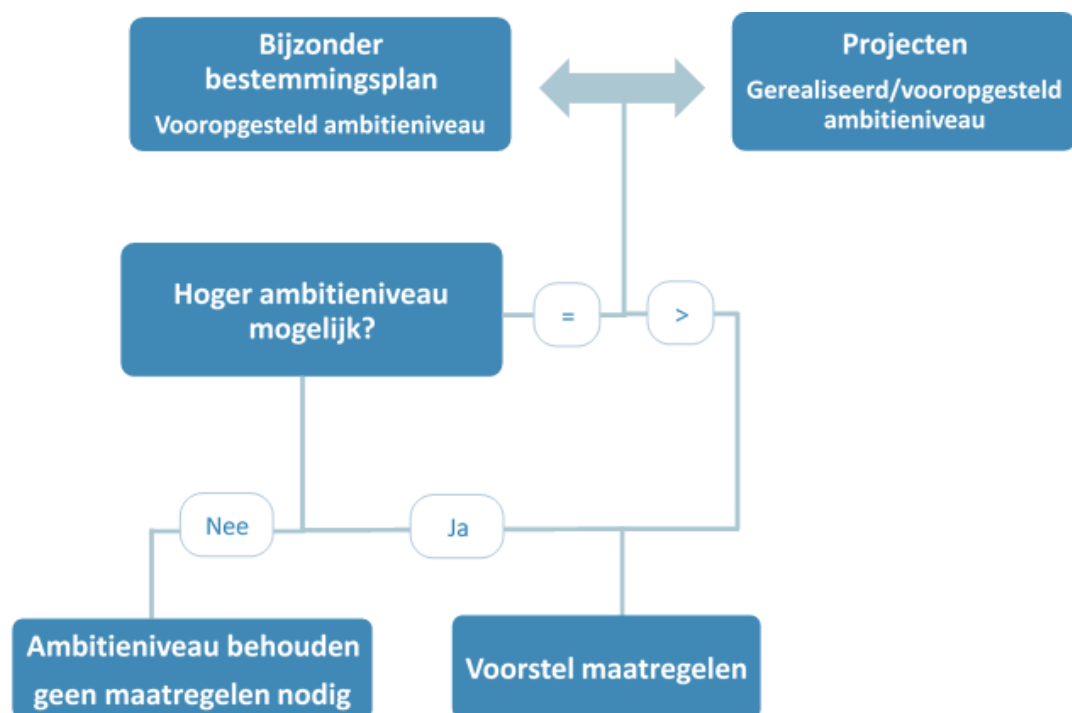 Bijzonder
bestemmingsplan
Vooropgesteld ambitieniveau
Projecten
Gerealiseerd/vooropgesteld
ambitieniveau
Hoger ambitieniveau
mogelijk?
=
>
Nee
Ja
Ambitieniveau behouden
geen maatregelen nodig
Voorstel maatregelen